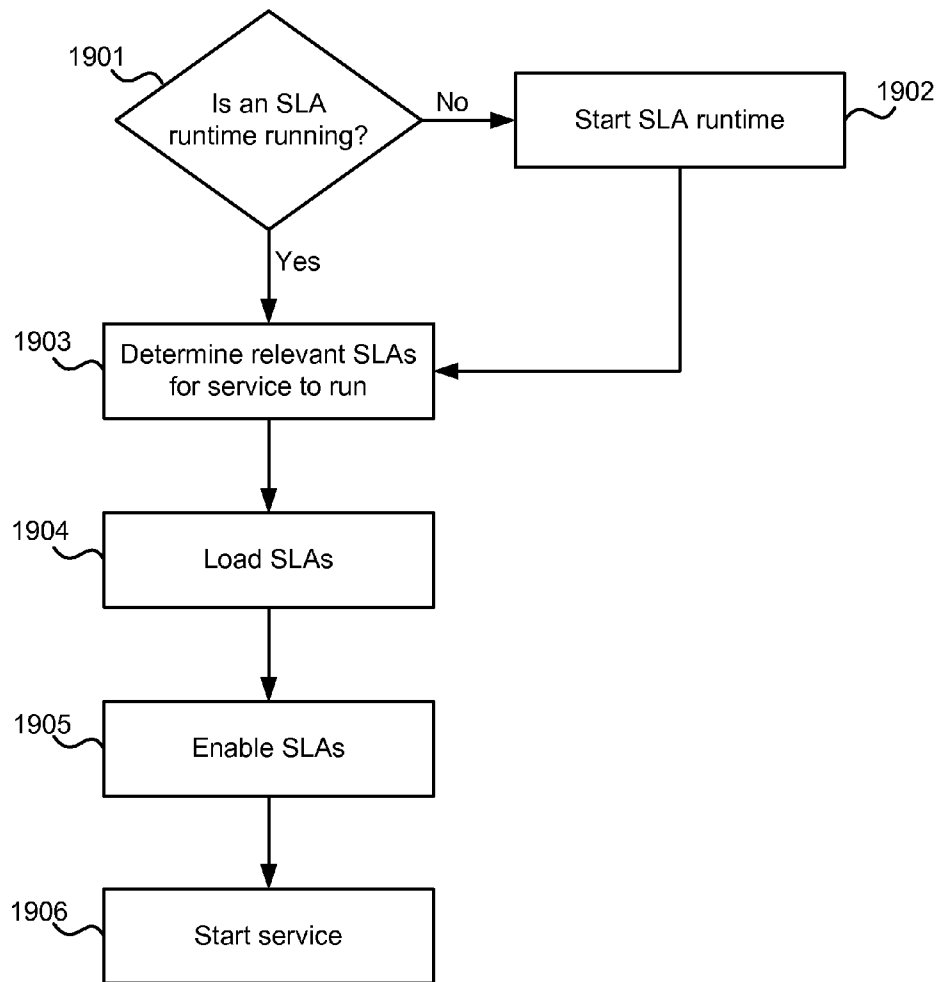 1901
Is an SLA
runtime running?
No
Start SLA runtime
1902
Yes
1903
Determine relevant SLAs
for service to run
1904
Load SLAs
1905
Enable SLAs
1906
Start service